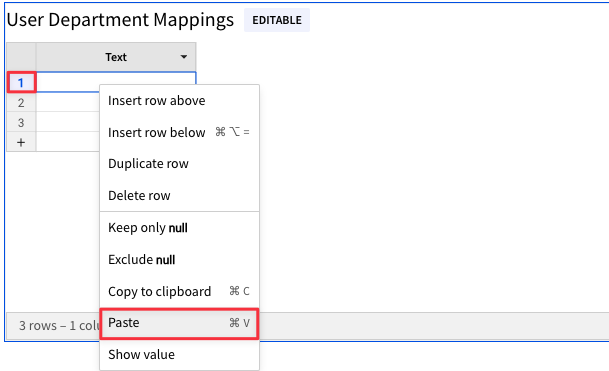 User Department Mappings EDITABLE
Text
1
2
3
+
Insert row above
Insert row below ⌘ ⌥ =
Duplicate row
Delete row
Keep only null
Exclude null
Copy to clipboard ⌘ C
Paste ⌘ V
Show value
3 rows – 1 colu